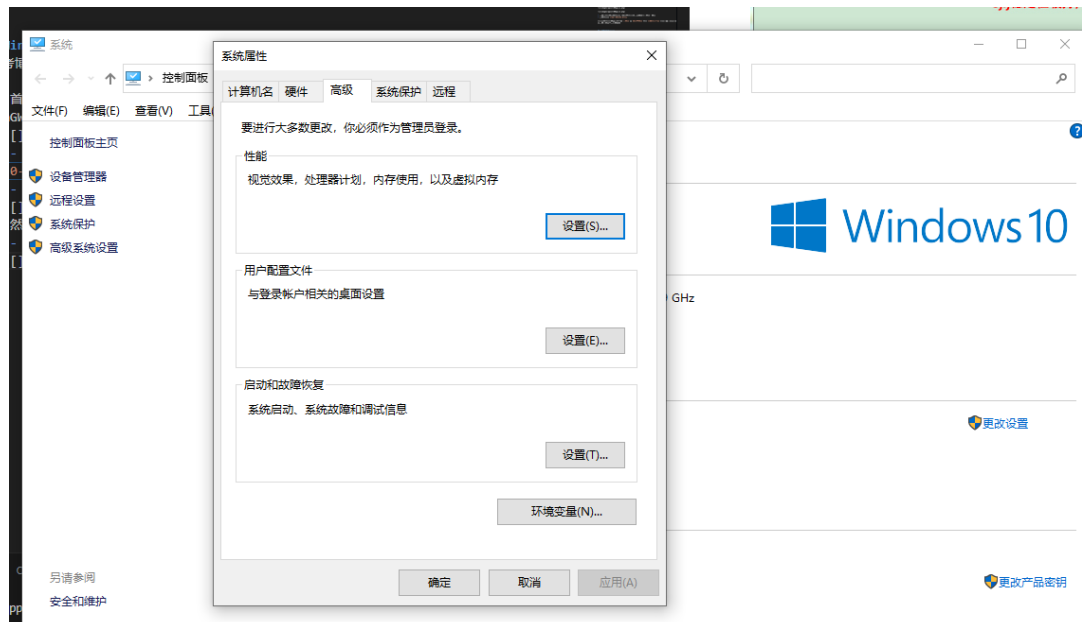 系统
系统属性
控制面板
计算机名 硬件 高级 系统保护 远程
文件(F) 编辑(E) 查看(V) 工具(
要进行大多数更改，你必须作为管理员登录。
控制面板主页
性能
设备管理器
视觉效果，处理器计划，内存使用，以及虚拟内存
远程设置
系统保护
设置(S)...
Windows 10
高级系统设置
用户配置文件
与登录帐户相关的桌面设置
GHz
设置(E)...
启动和故障恢复
系统启动、系统故障和调试信息
更改设置
设置(T)...
环境变量(N)...
另请参阅
确定 取消 应用(A)
更改产品密钥
安全和维护